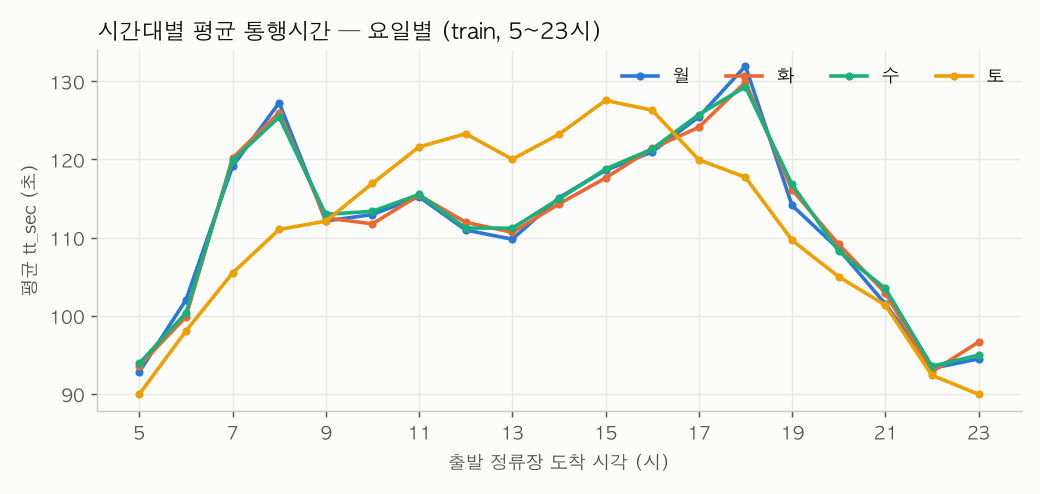 시간대별 평균 통행시간 — 요일별 (train, 5~23시)
월 화 수 토
평균 tt_sec (초)
130
120
110
100
90
5 7 9 11 13 15 17 19 21 23
출발 정류장 도착 시각 (시)